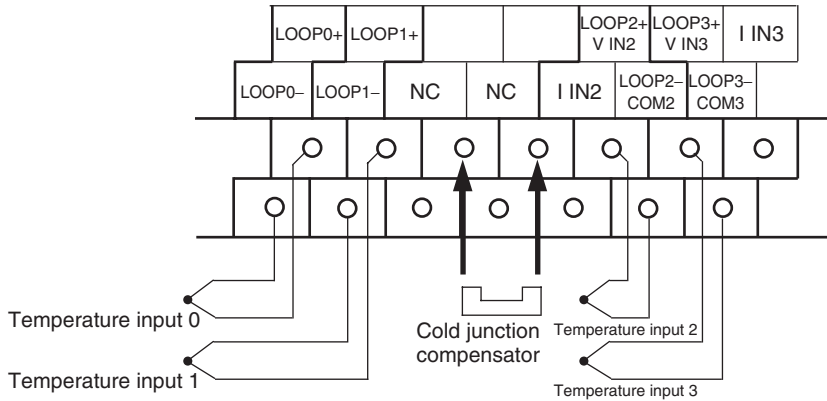 LOOP0+ LOOP1+ LOOP2+ LOOP3+ I IN3
V IN2 V IN3
LOOP0– LOOP1– NC NC I IN2 LOOP2– LOOP3–
COM2 COM3
Temperature input 0
Cold junction
compensator
Temperature input 2
Temperature input 1
Temperature input 3